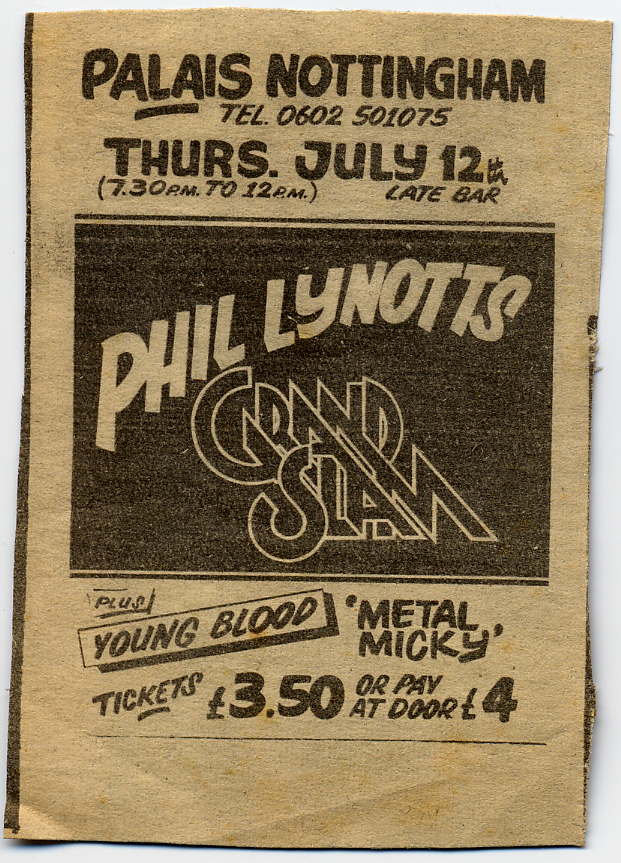 PALAIS NOTTINGHAM
TEL. 0602 501075
THURS. JULY 12th
(7.30P.M. TO 12P.M.) LATE BAR
PHIL LYNOTTS
GRAND
SLAM
PLUS!
YOUNG BLOOD
'METAL
MICKY'
TICKETS £3.50 OR PAY
AT DOOR £4